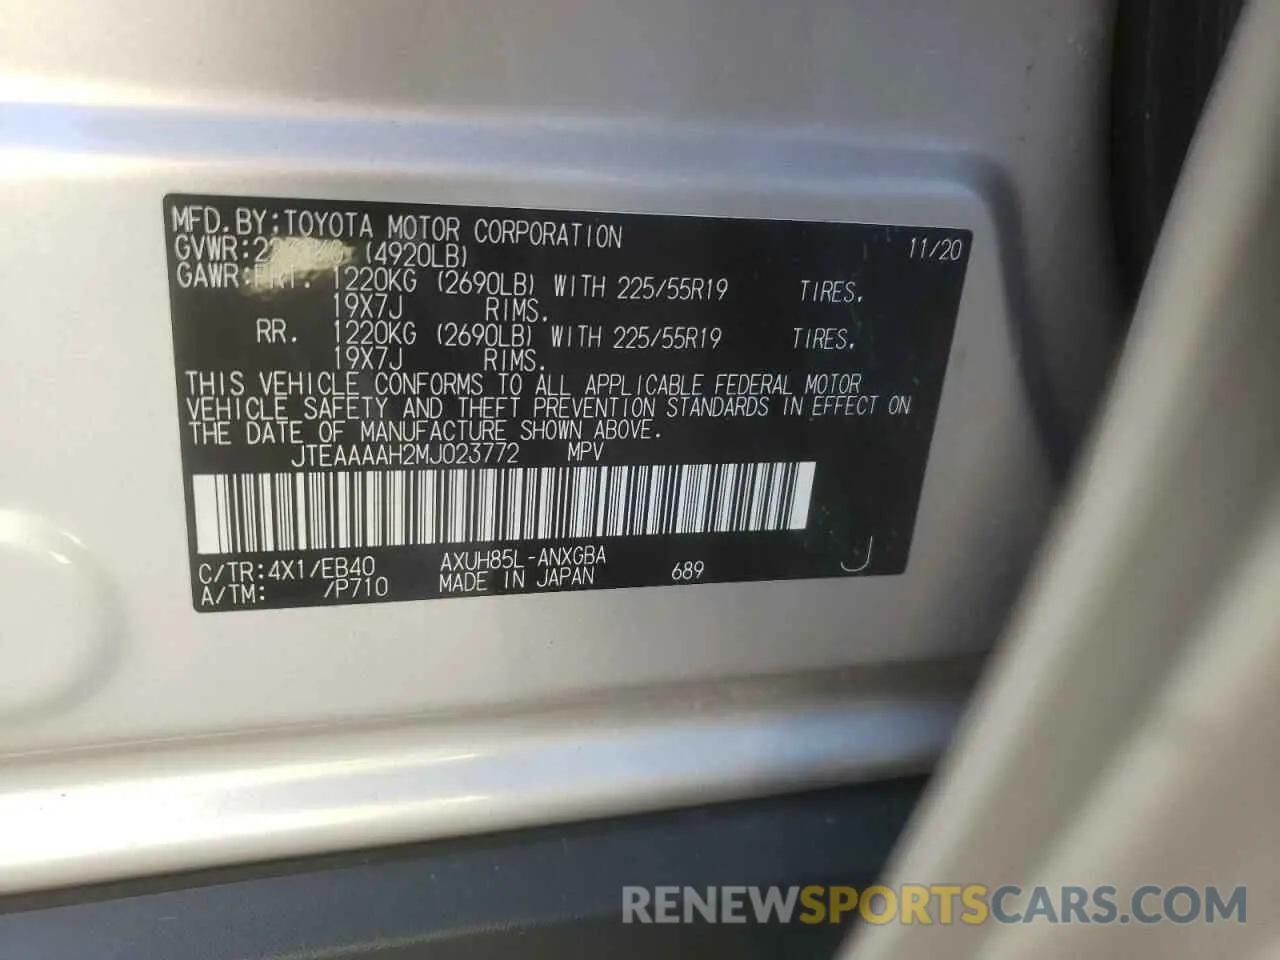 MFD.BY:TOYOTA MOTOR CORPORATION 11/20
GVWR: (4920LB)
GAWR:FRT. 1220KG (2690LB) WITH 225/55R19 TIRES.
19X7J RIMS.
RR. 1220KG (2690LB) WITH 225/55R19 TIRES.
19X7J RIMS.
THIS VEHICLE CONFORMS TO ALL APPLICABLE FEDERAL MOTOR
VEHICLE SAFETY AND THEFT PREVENTION STANDARDS IN EFFECT ON
THE DATE OF MANUFACTURE SHOWN ABOVE.
JTEAAAAH2MJ023772 MPV
C/TR:4X1/EB40 AXUH85L-ANXGBA
A/TM: /P710 MADE IN JAPAN 689 J
RENEWSPORTSCARS.COM